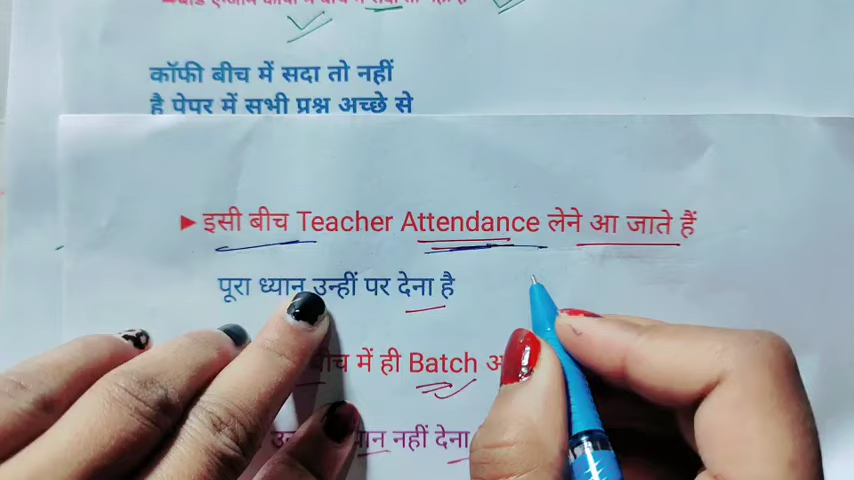 कॉफी बीच में सदा तो नहीं
है पेपर में सभी प्रश्न अच्छे से
▶ इसी बीच Teacher Attendance लेने आ जाते हैं
पूरा ध्यान उन्हीं पर देना है
बीच में ही Batch
नहीं देना